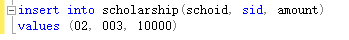 insert into scholarship(schoid, sid, amount)
values (02, 003, 10000)